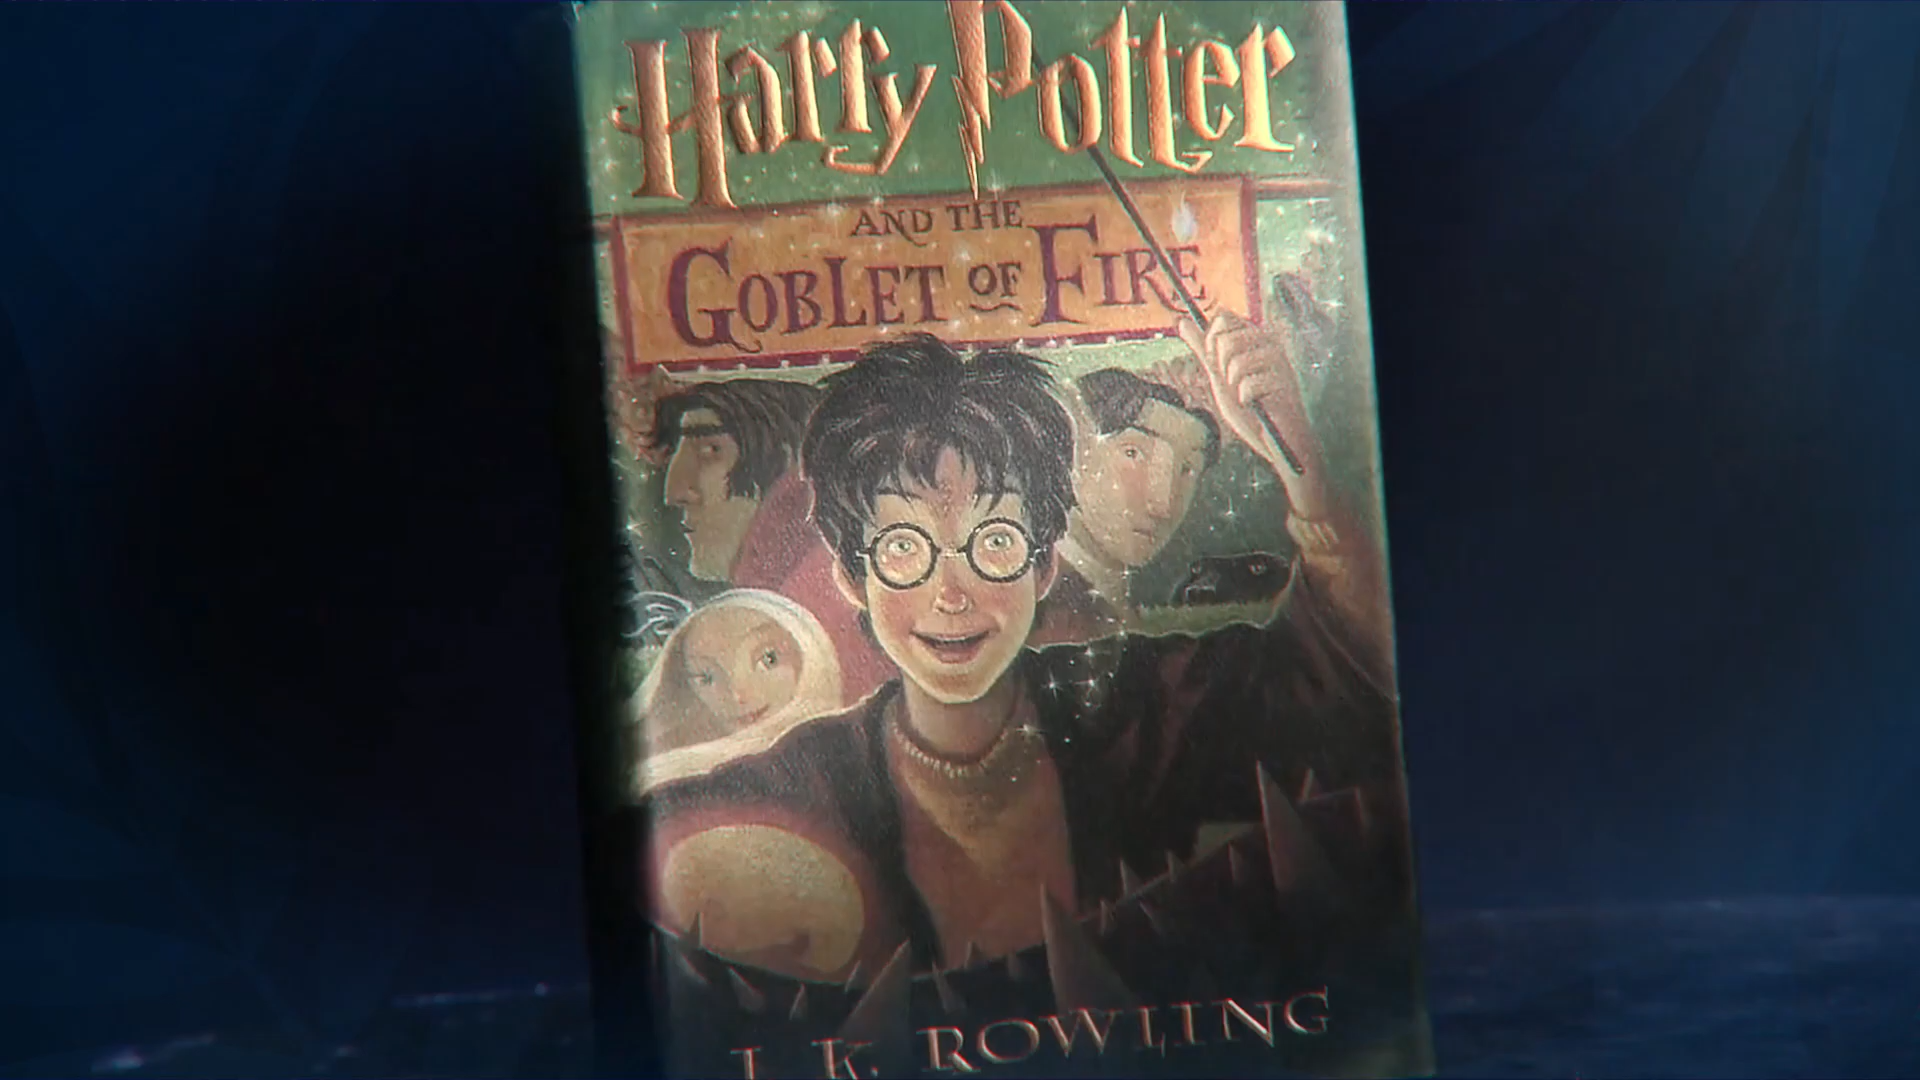 Harry Potter
AND THE
GOBLET OF FIRE
J. K. ROWLING